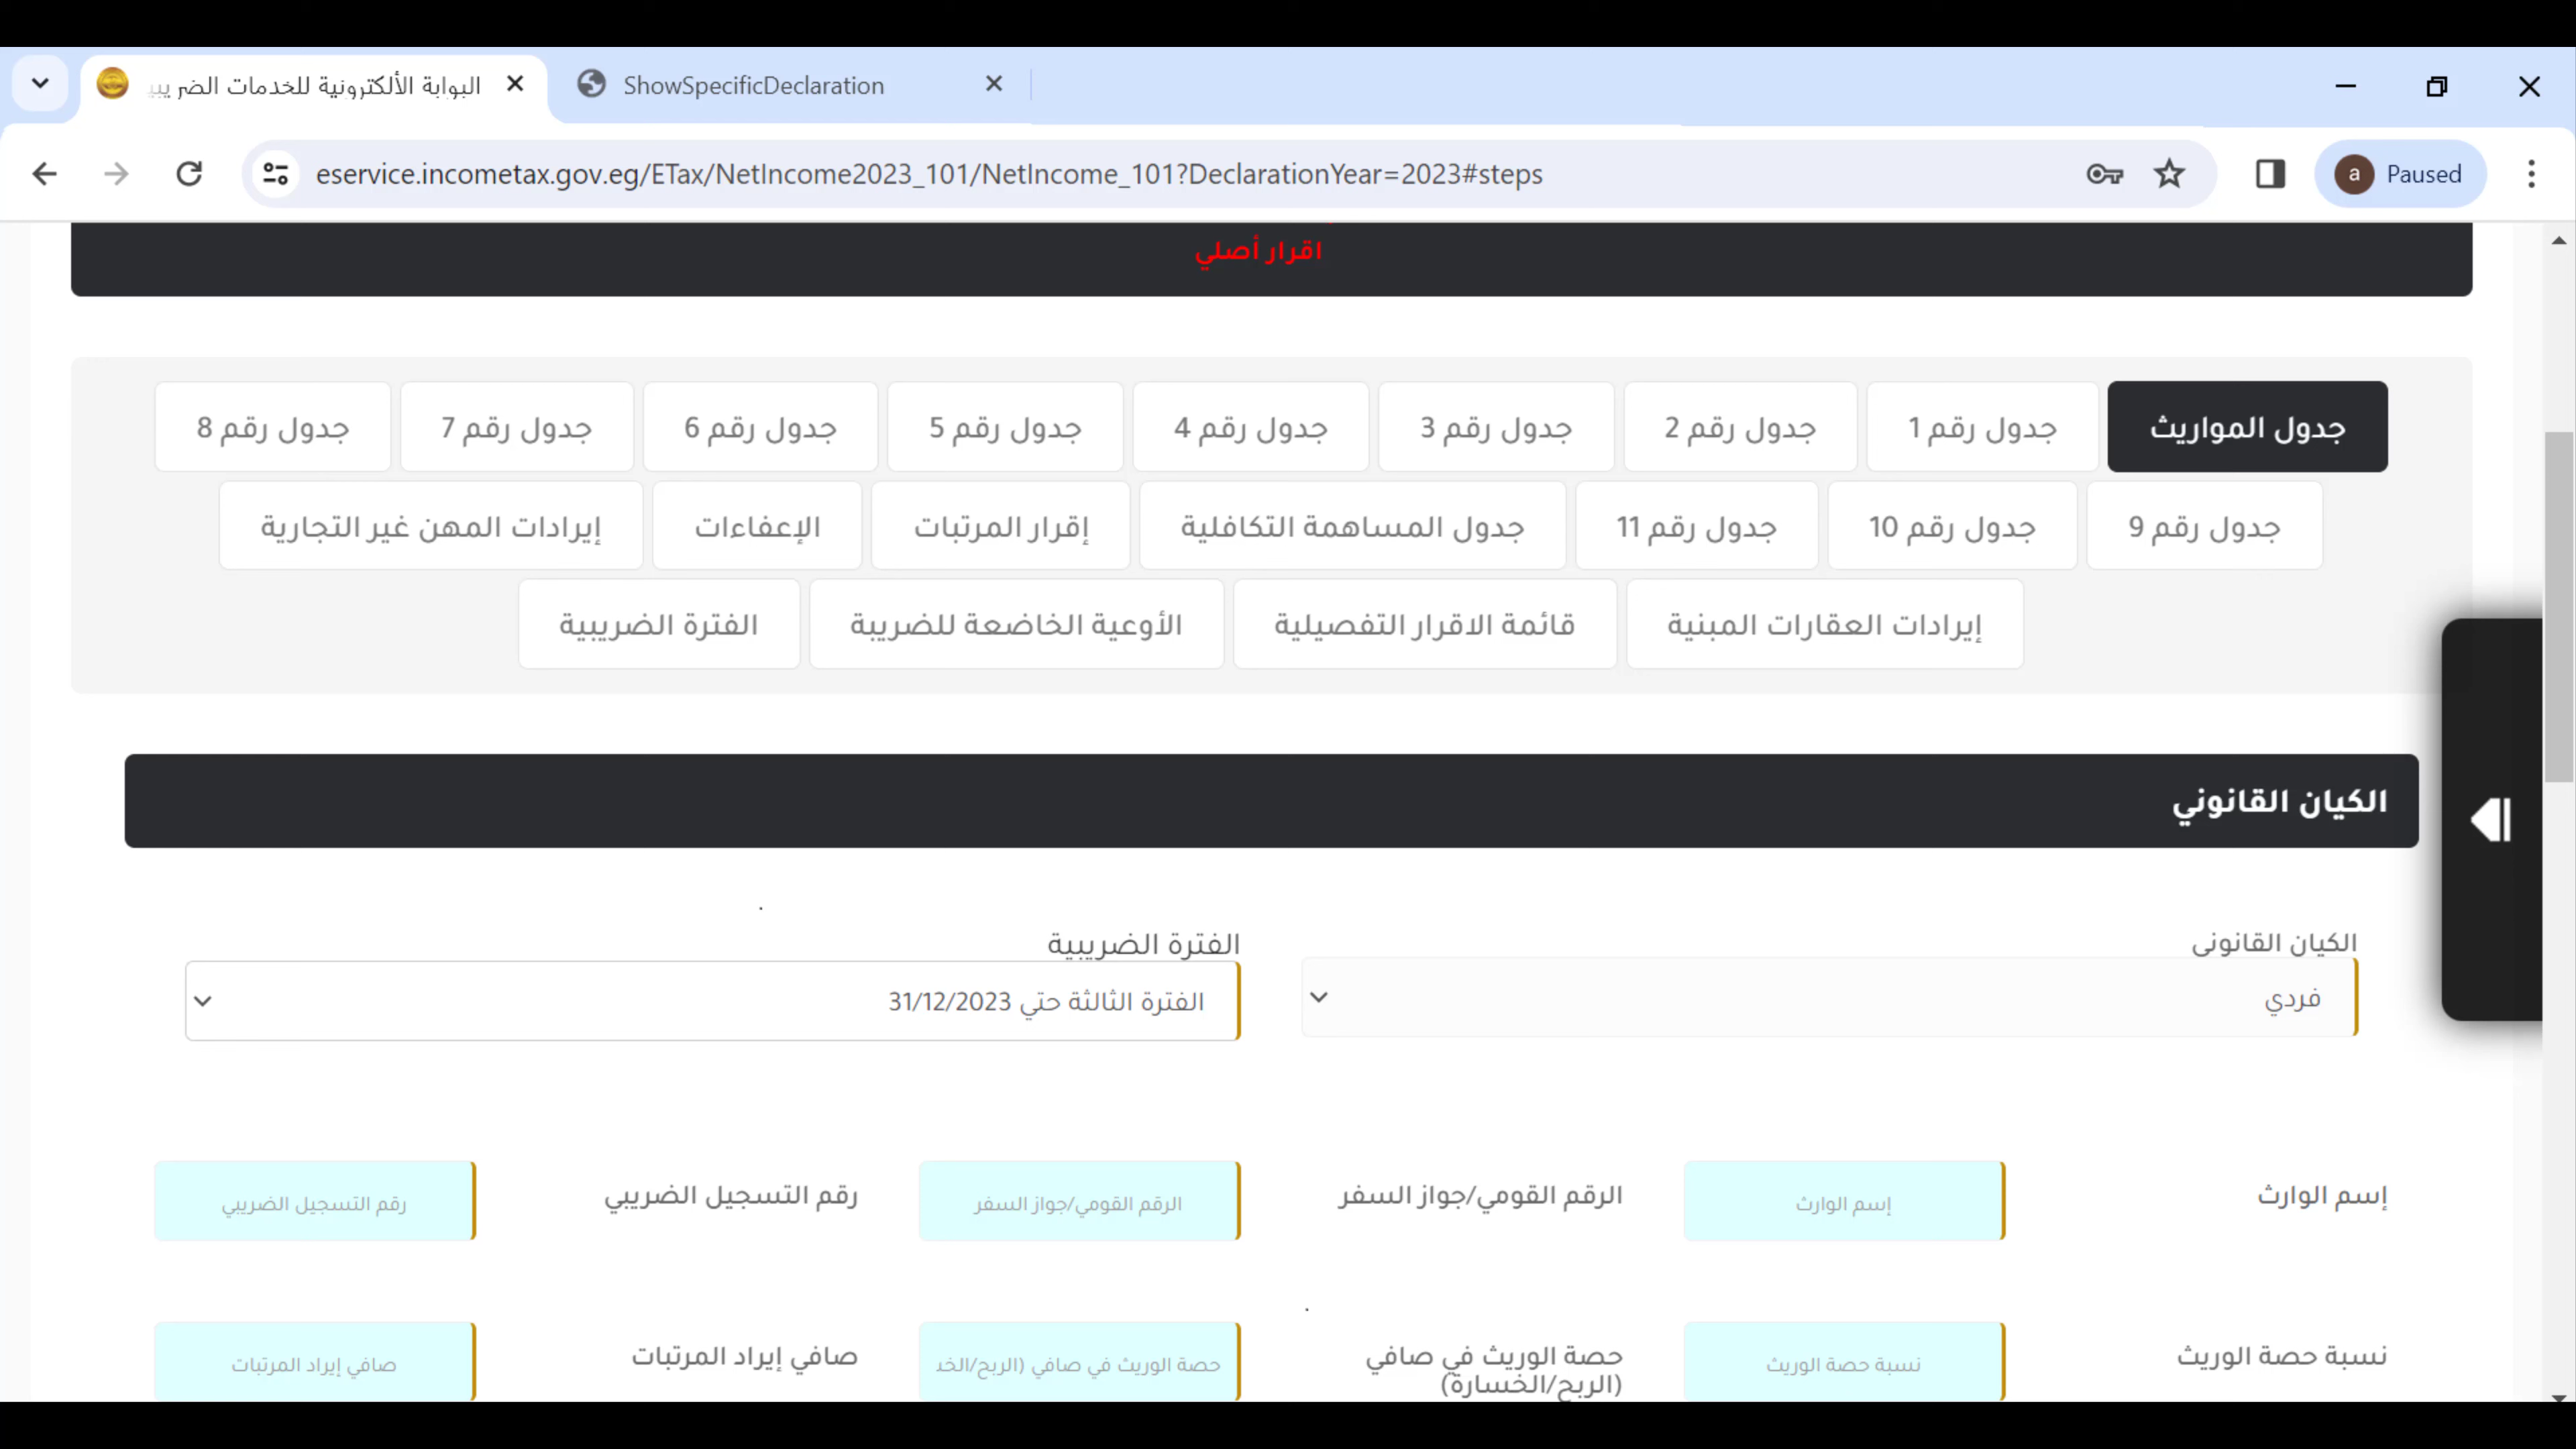 البوابة الألكترونية للخدمات الضريبي
ShowSpecificDeclaration
eservice.incometax.gov.eg/ETax/NetIncome2023_101/NetIncome_101?DeclarationYear=2023#steps
a Paused
اقرار أصلي
جدول المواريث جدول رقم 1 جدول رقم 2 جدول رقم 3 جدول رقم 4 جدول رقم 5 جدول رقم 6 جدول رقم 7 جدول رقم 8
جدول رقم 9 جدول رقم 10 جدول رقم 11 جدول المساهمة التكافلية إقرار المرتبات الإعفاءات إيرادات المهن غير التجارية
إيرادات العقارات المبنية قائمة الاقرار التفصيلية الأوعية الخاضعة للضريبة الفترة الضريبية
الكيان القانوني
الكيان القانونى الفترة الضريبية
فردي الفترة الثالثة حتي 31/12/2023
إسم الوارث إسم الوارث الرقم القومي/جواز السفر الرقم القومي/جواز السفر رقم التسجيل الضريبي رقم التسجيل الضريبي
نسبة حصة الوريث نسبة حصة الوريث حصة الوريث في صافي حصة الوريث في صافي (الربح/الخد صافي إيراد المرتبات صافي إيراد المرتبات
(الربح/الخسارة)